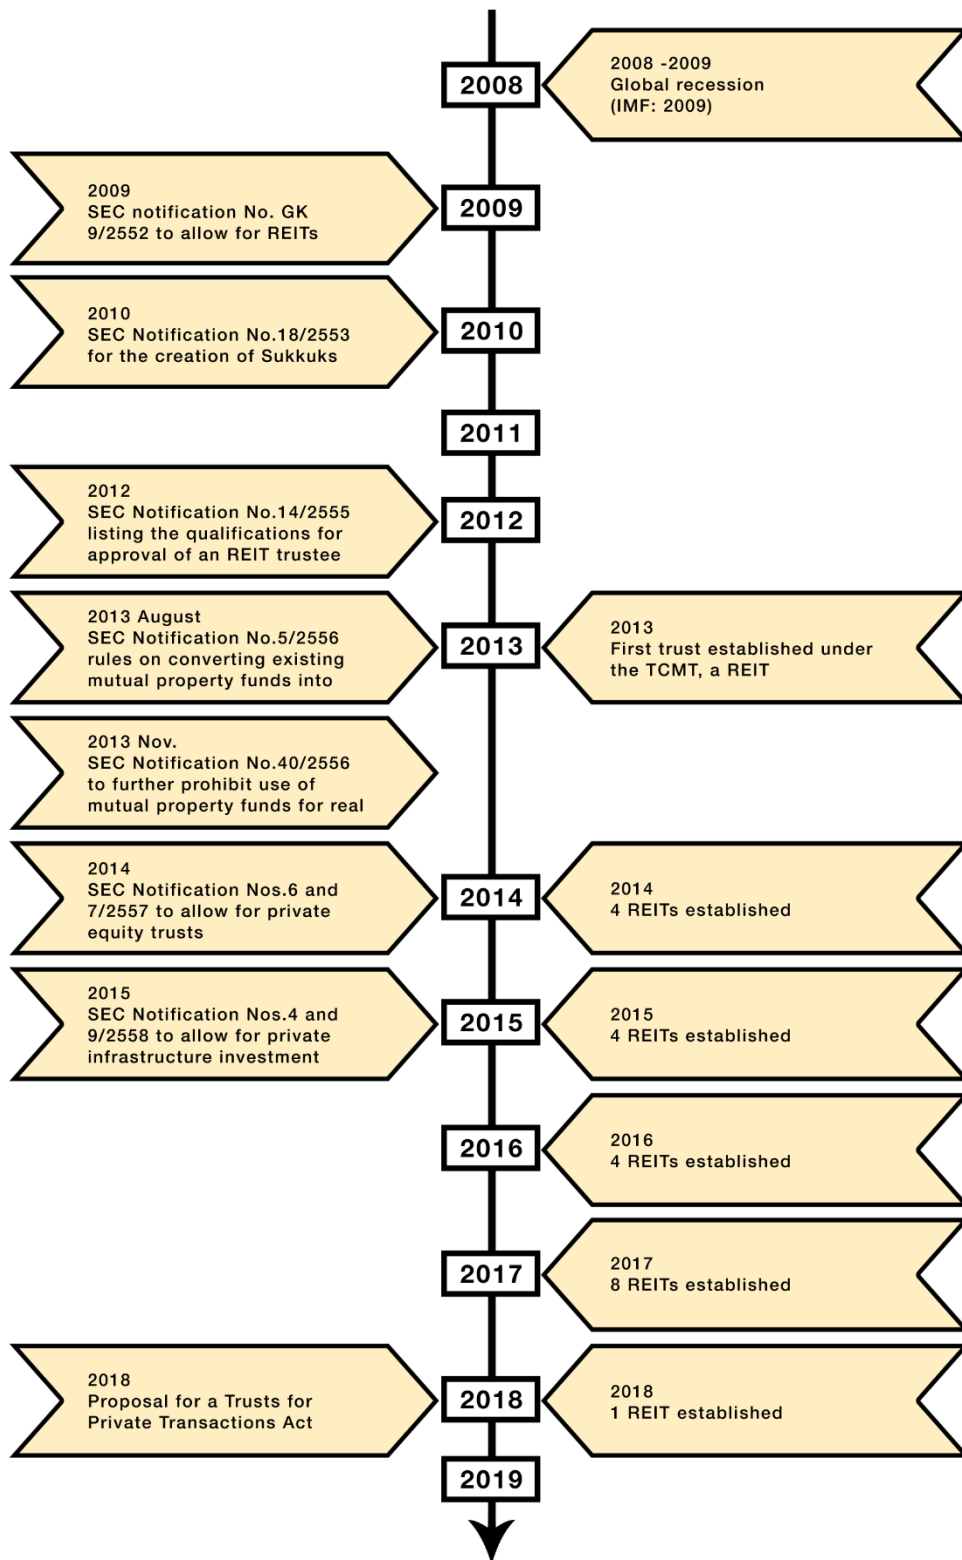 2008
2008 -2009
Global recession
(IMF: 2009)
2009
SEC notification No. GK
9/2552 to allow for REITs
2009
2010
SEC Notification No.18/2553
for the creation of Sukkuks
2010
2011
2012
SEC Notification No.14/2555
listing the qualifications for
approval of an REIT trustee
2012
2013 August
SEC Notification No.5/2556
rules on converting existing
mutual property funds into
2013
2013
First trust established under
the TCMT, a REIT
2013 Nov.
SEC Notification No.40/2556
to further prohibit use of
mutual property funds for real
2014
SEC Notification Nos.6 and
7/2557 to allow for private
equity trusts
2014
2014
4 REITs established
2015
SEC Notification Nos.4 and
9/2558 to allow for private
infrastructure investment
2015
2015
4 REITs established
2016
2016
4 REITs established
2017
2017
8 REITs established
2018
Proposal for a Trusts for
Private Transactions Act
2018
2018
1 REIT established
2019